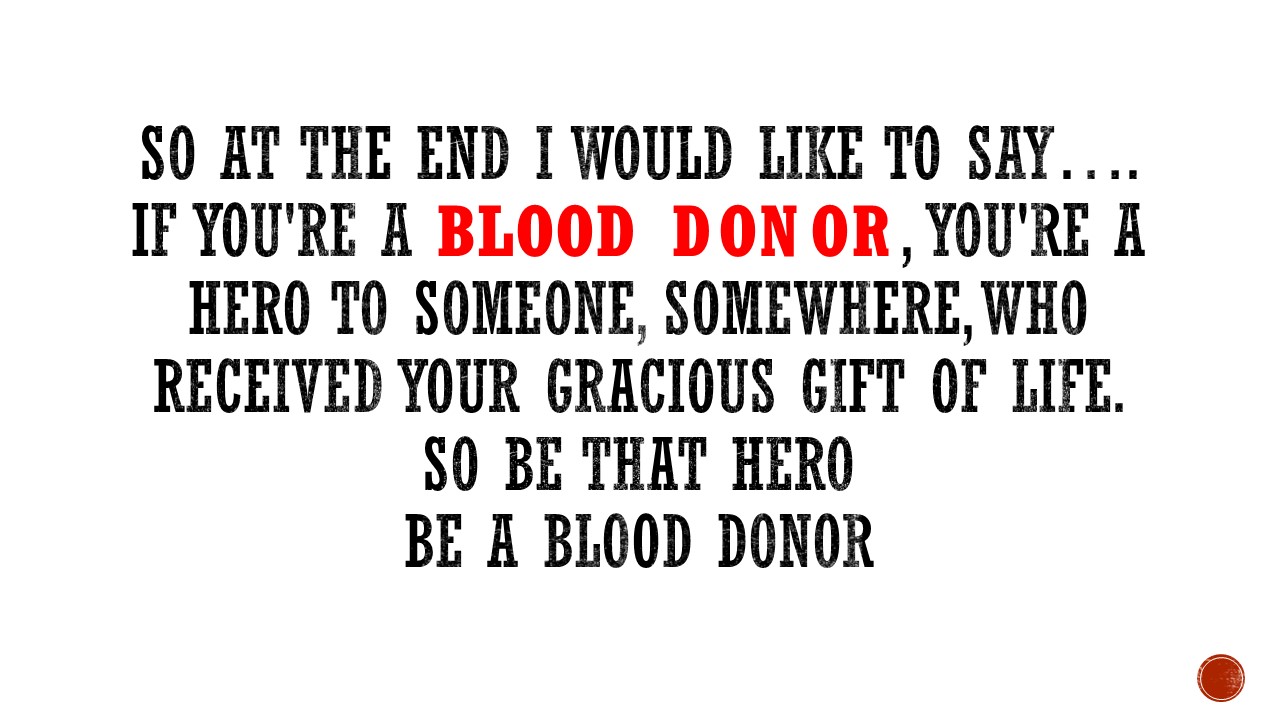 SO AT THE END I WOULD LIKE TO SAY....
IF YOU'RE A BLOOD DONOR, YOU'RE A
HERO TO SOMEONE, SOMEWHERE, WHO
RECEIVED YOUR GRACIOUS GIFT OF LIFE.
SO BE THAT HERO
BE A BLOOD DONOR